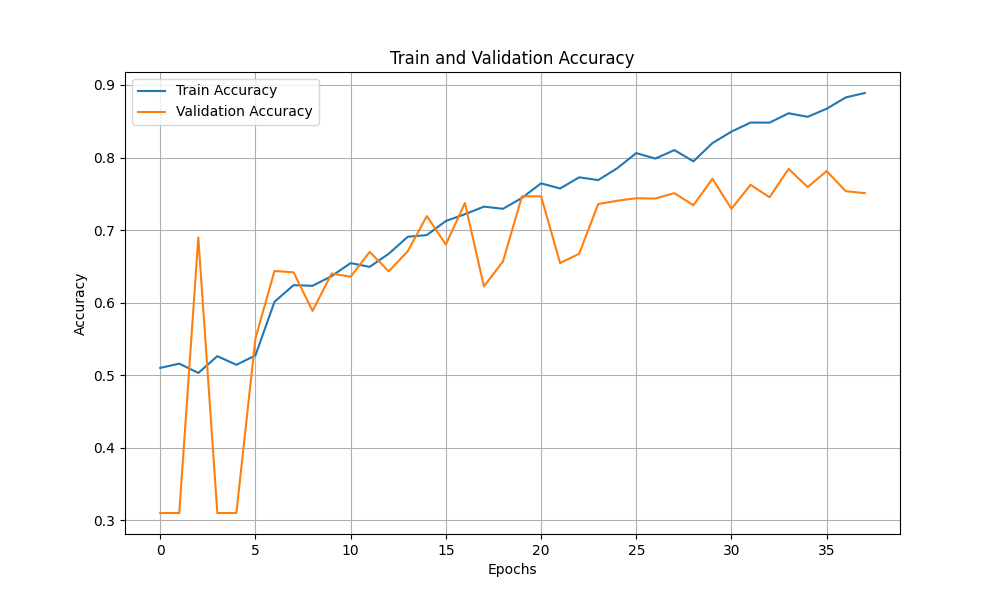 Train and Validation Accuracy
Train Accuracy
Validation Accuracy
Accuracy
0.9
0.8
0.7
0.6
0.5
0.4
0.3
0 5 10 15 20 25 30 35
Epochs